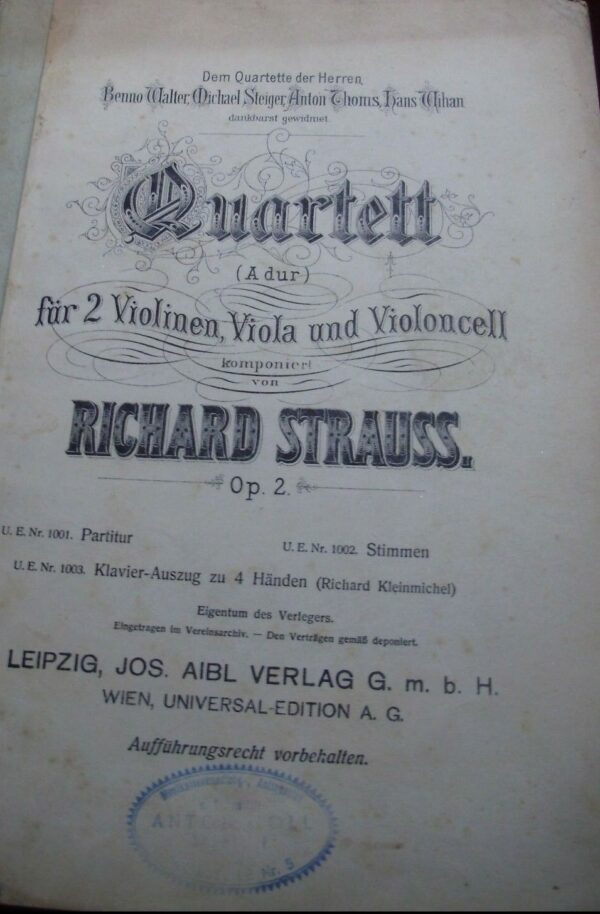 Dem Quartette der Herren
Benno Walter, Michael Steiger, Anton Thoms, Hans Wihan
dankbarst gewidmet.
Quartett
(A dur)
für 2 Violinen, Viola und Violoncell
komponiert
von
RICHARD STRAUSS.
Op. 2.
U. E. Nr. 1001. Partitur
U. E. Nr. 1002. Stimmen
U. E. Nr. 1003. Klavier-Auszug zu 4 Händen (Richard Kleinmichel)
Eigentum des Verlegers.
Eingetragen im Vereinsarchiv. — Den Verträgen gemäß deponiert.
LEIPZIG, JOS. AIBL VERLAG G. m. b. H.
WIEN, UNIVERSAL-EDITION A. G.
Aufführungsrecht vorbehalten.
Nr. 5